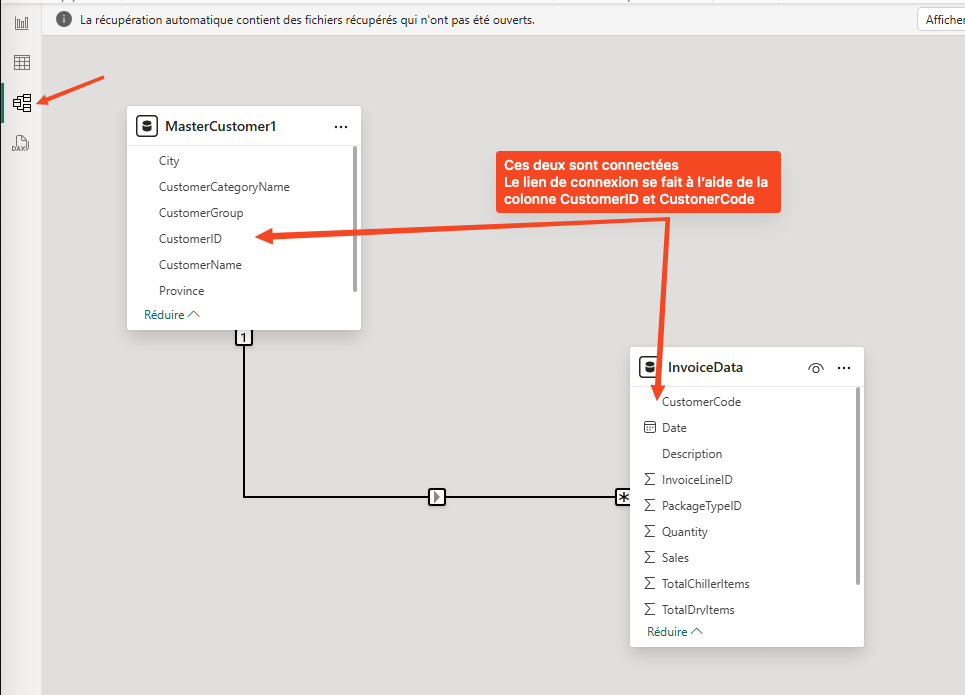 La récupération automatique contient des fichiers récupérés qui n'ont pas été ouverts.
Afficher
MasterCustomer1
City
CustomerCategoryName
CustomerGroup
CustomerID
CustomerName
Province
Réduire
1
Ces deux sont connectées
Le lien de connexion se fait à l'aide de la
colonne CustomerID et CustonerCode
InvoiceData
CustomerCode
Date
Description
InvoiceLineID
PackageTypeID
Quantity
Sales
TotalChillerItems
TotalDryItems
Réduire
*
DAX